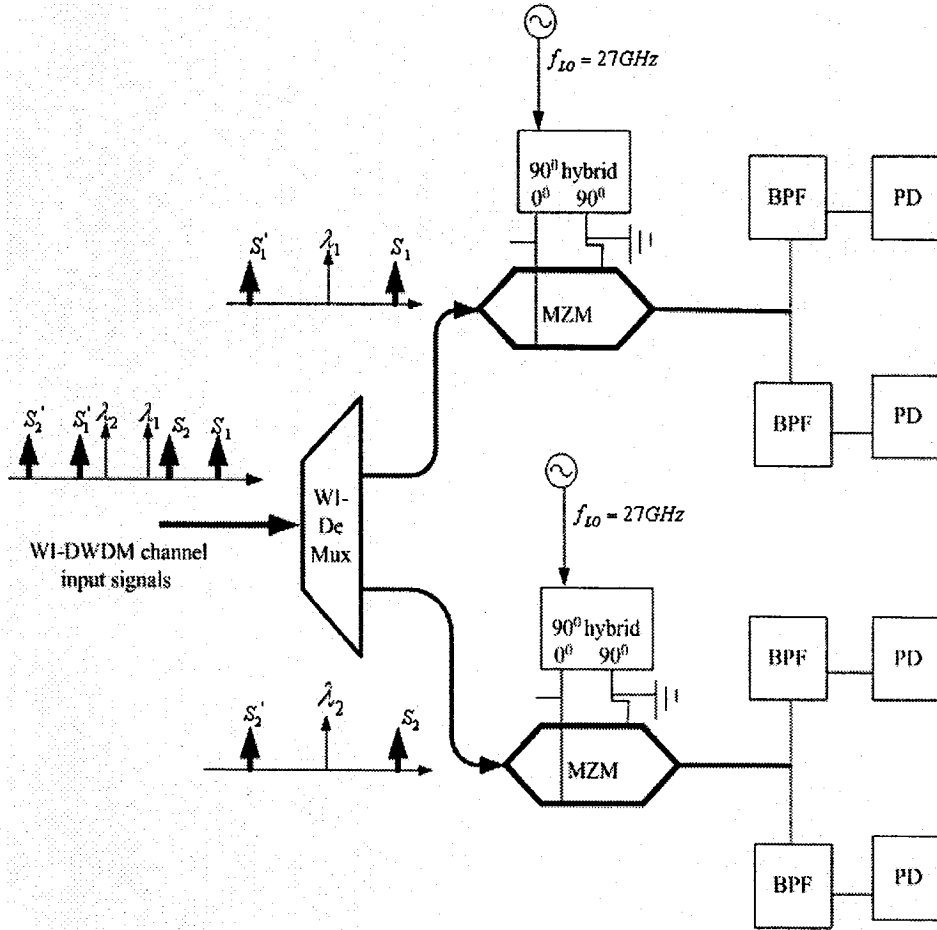 f_LO = 27GHz
90⁰ hybrid
0⁰ 90⁰
BPF
PD
S₁' λ₁ S₁
MZM
BPF
PD
S₂' S₁' λ₂ λ₁ S₂ S₁
WI-
De
Mux
WI-DWDM channel
input signals
f_LO = 27GHz
90⁰ hybrid
0⁰ 90⁰
BPF
PD
S₂' λ₂ S₂
MZM
BPF
PD